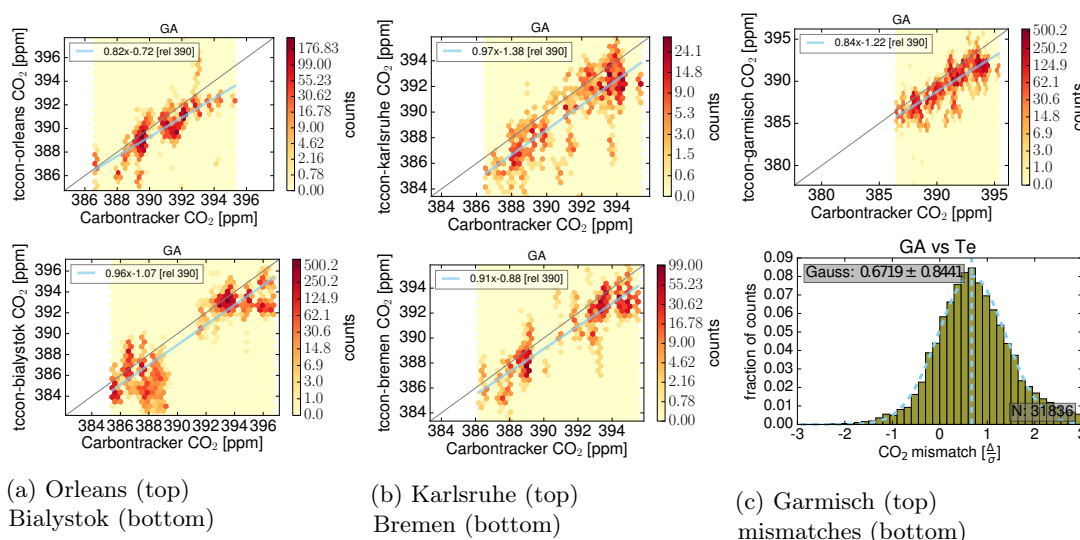 GA
0.82x-0.72 [rel 390]
tccon-orleans CO2 [ppm]
396
394
392
390
388
386
386 388 390 392 394 396
Carbontracker CO2 [ppm]
176.83
99.00
55.23
30.62
16.78
9.00
4.62
2.16
0.78
0.00
counts
GA
0.97x-1.38 [rel 390]
tccon-karlsruhe CO2 [ppm]
394
392
390
388
386
384
384 386 388 390 392 394
Carbontracker CO2 [ppm]
24.1
14.8
9.0
5.3
3.0
1.5
0.6
0.0
counts
GA
0.84x-1.22 [rel 390]
tccon-garmisch CO2 [ppm]
395
390
385
380
380 385 390 395
Carbontracker CO2 [ppm]
500.2
250.2
124.9
62.1
30.6
14.8
6.9
3.0
1.0
0.0
counts
GA
0.96x-1.07 [rel 390]
tccon-bialystok CO2 [ppm]
396
394
392
390
388
386
384
384 386 388 390 392 394 396
Carbontracker CO2 [ppm]
500.2
250.2
124.9
62.1
30.6
14.8
6.9
3.0
1.0
0.0
counts
GA
0.91x-0.88 [rel 390]
tccon-bremen CO2 [ppm]
394
392
390
388
386
384
384 386 388 390 392 394
Carbontracker CO2 [ppm]
99.00
55.23
30.62
16.78
9.00
4.62
2.16
0.78
0.00
counts
GA vs Te
Gauss: 0.6719 ± 0.8441
N: 31836
fraction of counts
0.09
0.08
0.07
0.06
0.05
0.04
0.03
0.02
0.01
0.00
-3 -2 -1 0 1 2 3
CO2 mismatch [Δ/σ]
(a) Orleans (top)
Bialystok (bottom)
(b) Karlsruhe (top)
Bremen (bottom)
(c) Garmisch (top)
mismatches (bottom)